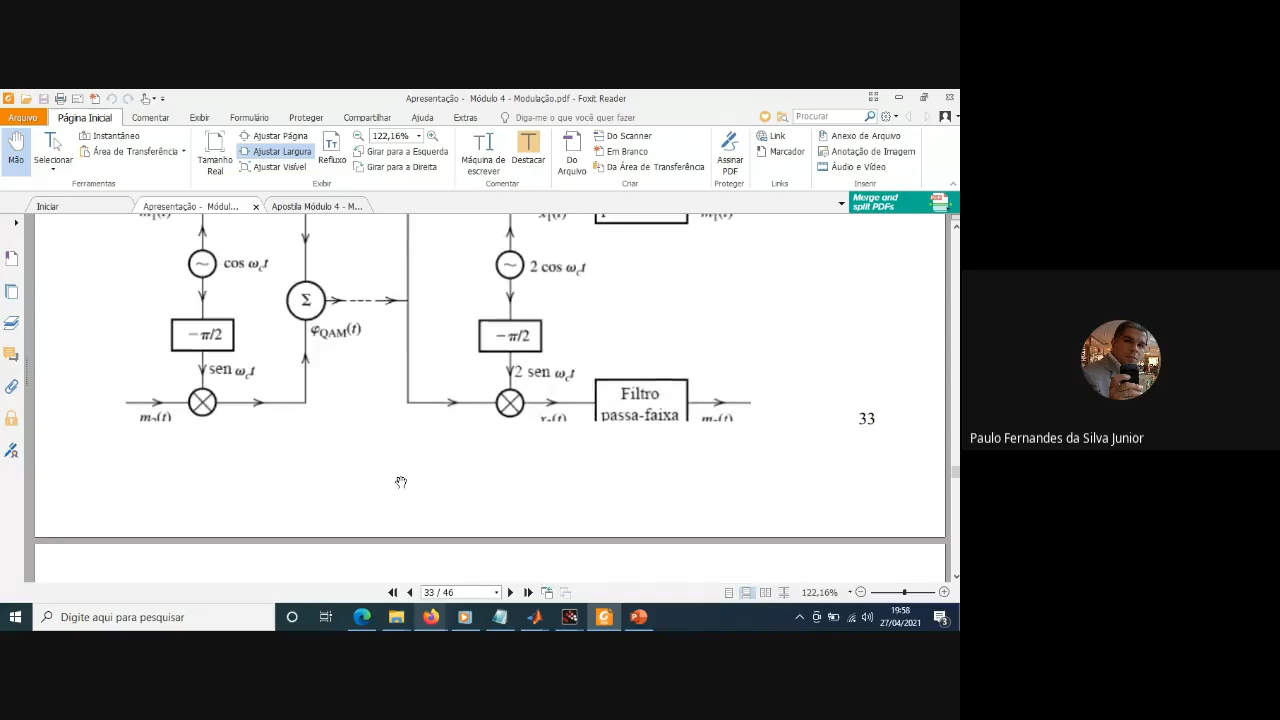 Apresentação - Módulo 4 - Modulação.pdf - Foxit Reader
Arquivo Página Inicial Comentar Exibir Formulário Proteger Compartilhar Ajuda Extras Diga-me o que você quer fazer Procurar
Mão
Selecionar
Instantâneo
Área de Transferência
Ferramentas
Tamanho Real
Ajustar Página
Ajustar Largura
Ajustar Visível
Refluxo
122,16%
Girar para a Esquerda
Girar para a Direita
Exibir
Máquina de escrever
Destacar
Comentar
Do Arquivo
Do Scanner
Em Branco
Da Área de Transferência
Criar
Assinar PDF
Proteger
Link
Marcador
Links
Anexo de Arquivo
Anotação de Imagem
Áudio e Vídeo
Inserir
Iniciar Apresentação - Módul... Apostila Módulo 4 - M...
Merge and split PDFs
cos ω_c t
2 cos ω_c t
Σ
−π/2
φ_QAM(t)
−π/2
sen ω_c t
2 sen ω_c t
Filtro
passa-faixa
33
Paulo Fernandes da Silva Junior
33 / 46
122,16%
Digite aqui para pesquisar
19:58
27/04/2021
3